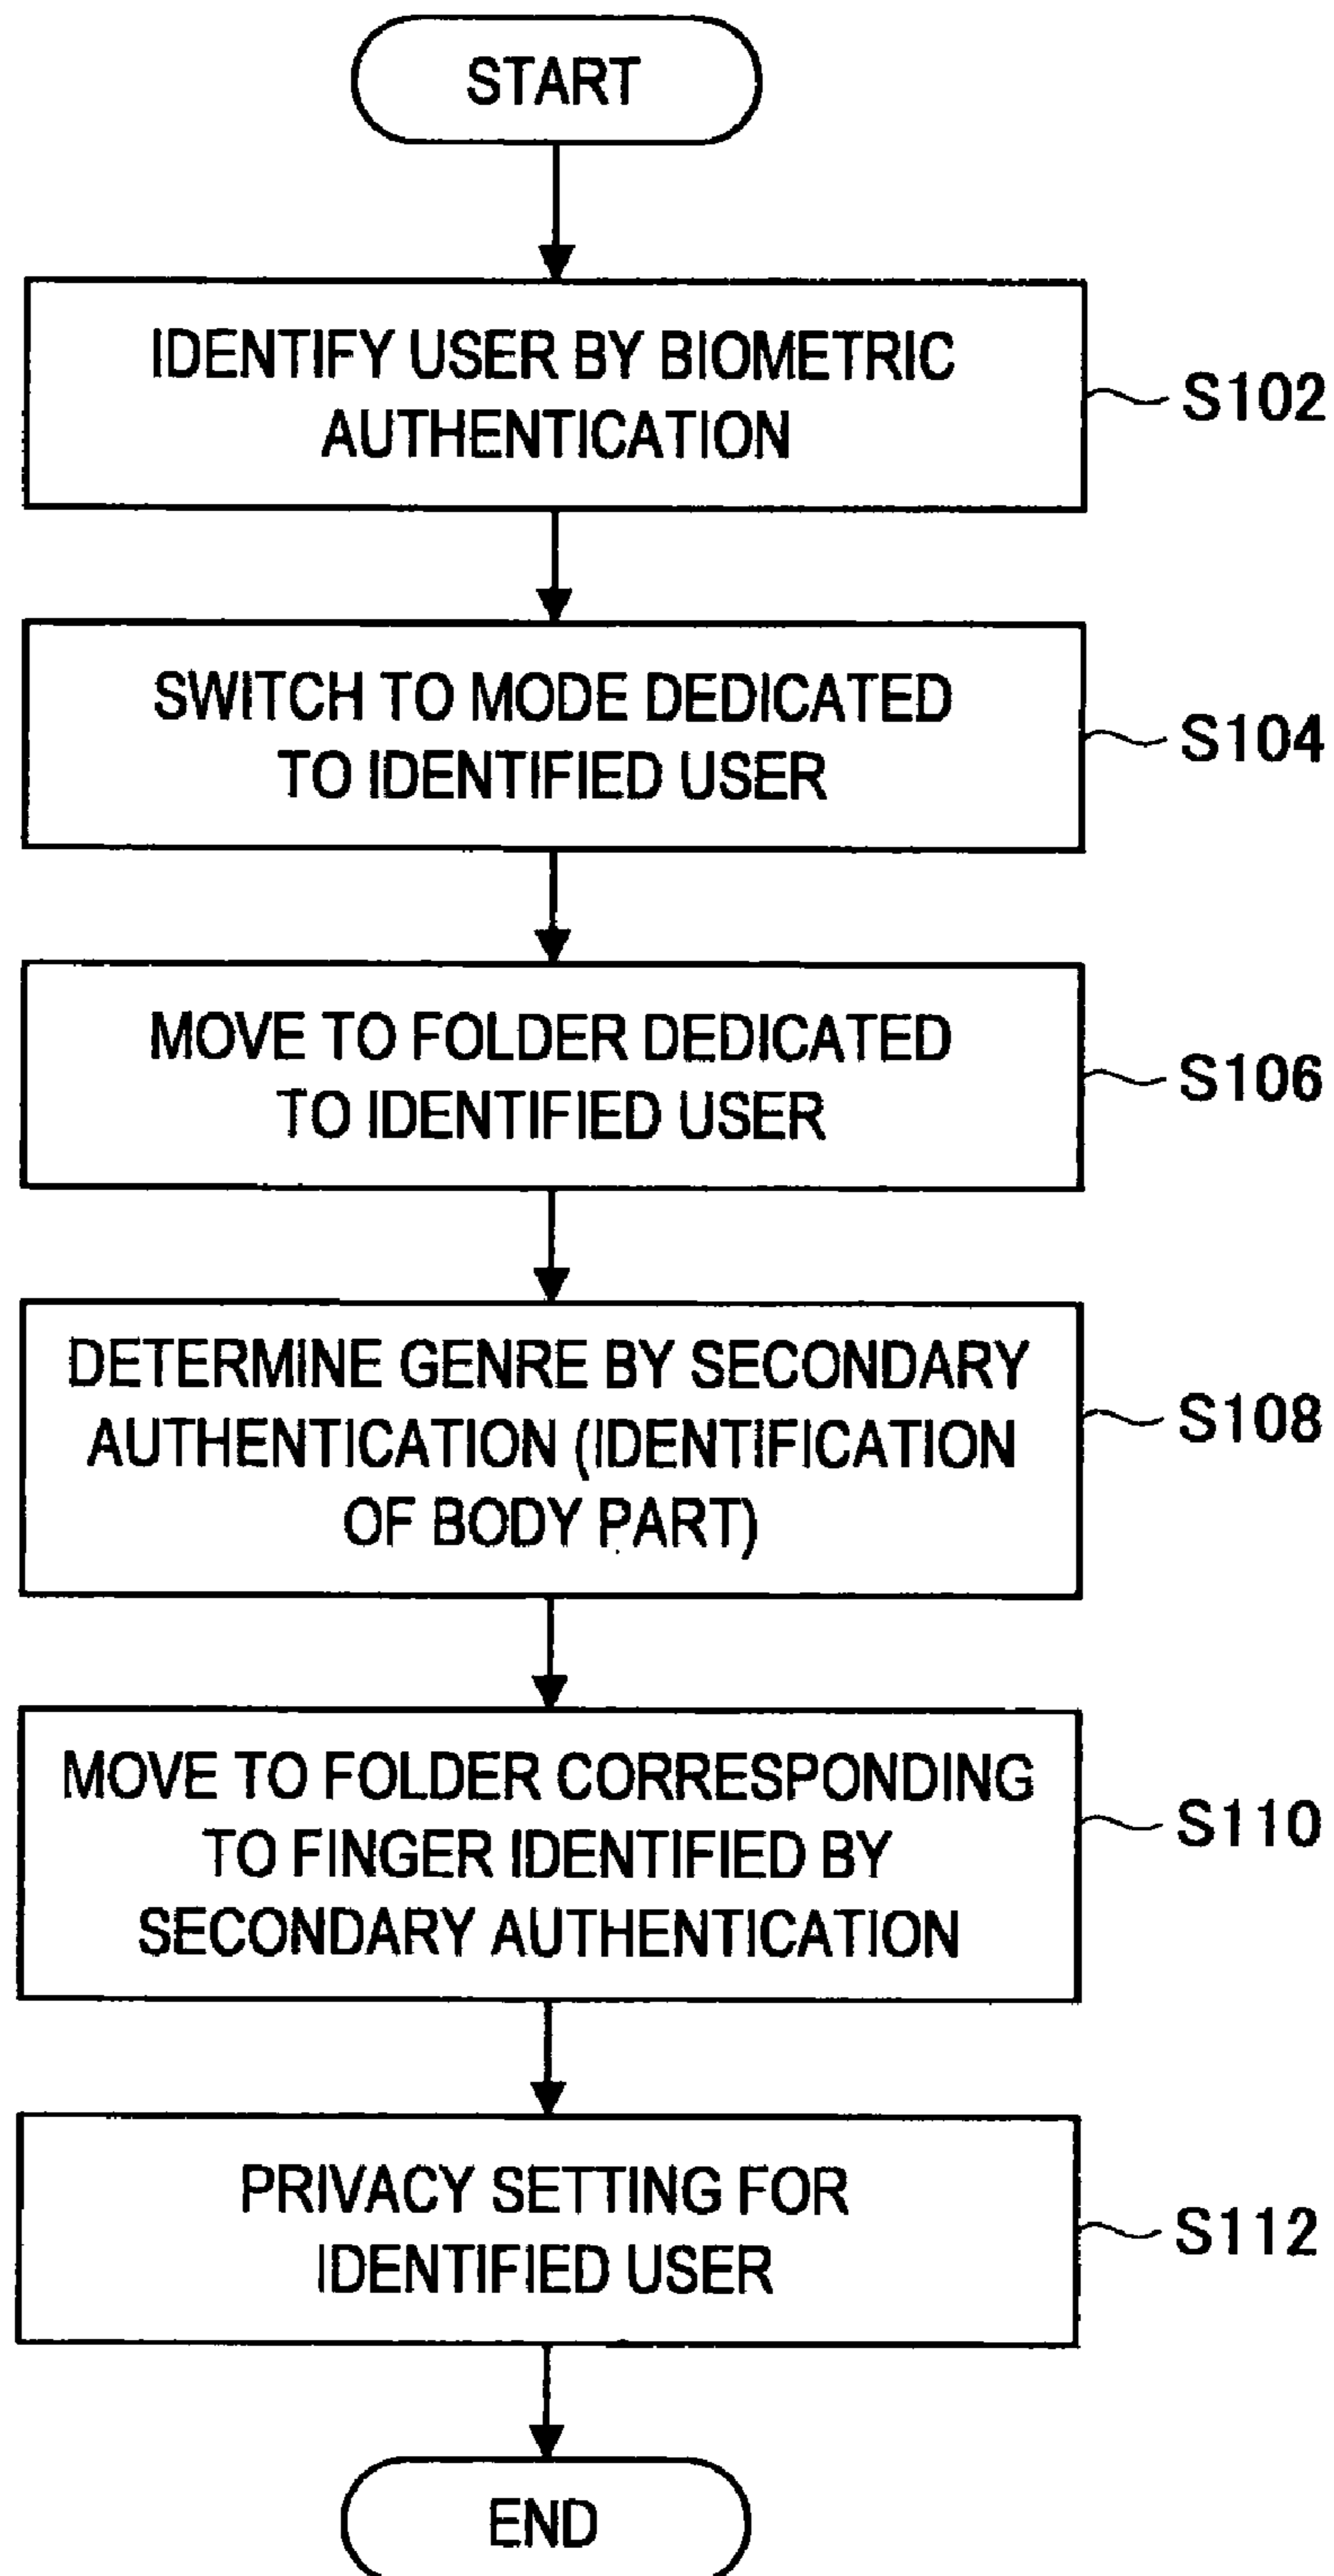 START
IDENTIFY USER BY BIOMETRIC
AUTHENTICATION
S102
SWITCH TO MODE DEDICATED
TO IDENTIFIED USER
S104
MOVE TO FOLDER DEDICATED
TO IDENTIFIED USER
S106
DETERMINE GENRE BY SECONDARY
AUTHENTICATION (IDENTIFICATION
OF BODY PART)
S108
MOVE TO FOLDER CORRESPONDING
TO FINGER IDENTIFIED BY
SECONDARY AUTHENTICATION
S110
PRIVACY SETTING FOR
IDENTIFIED USER
S112
END